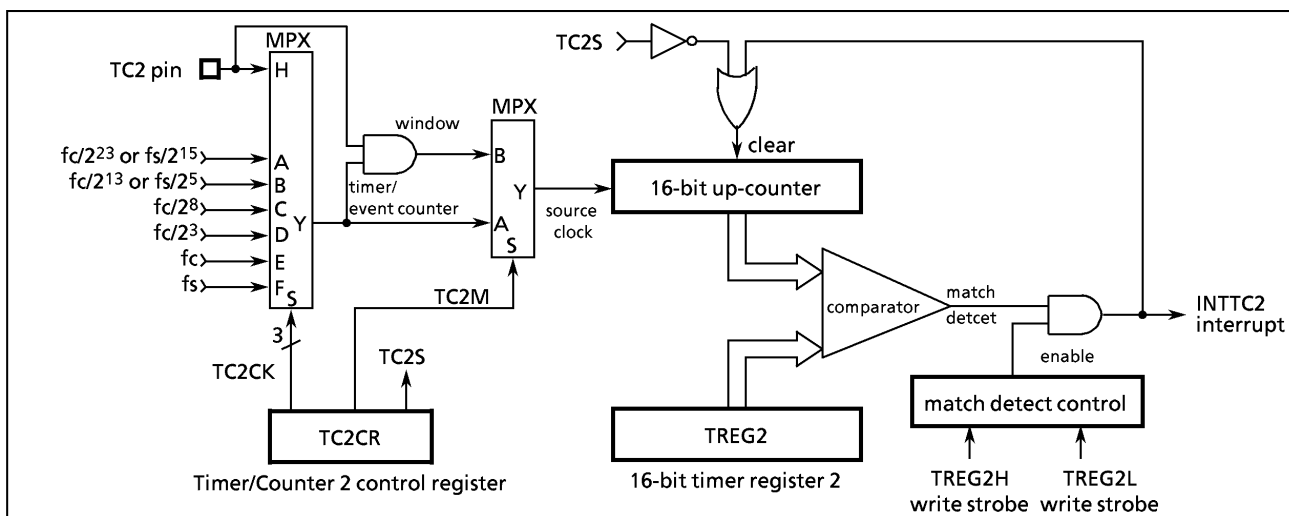 MPX
TC2 pin
H
fc/2²³ or fs/2¹⁵
A
fc/2¹³ or fs/2⁵
B
fc/2⁸
C
Y
fc/2³
D
fc
E
fs
F
S
window
timer/
event counter
MPX
B
Y
A
S
source
clock
TC2S
clear
16-bit up-counter
comparator
match
detcet
enable
INTTC2
interrupt
match detect control
TREG2H
write strobe
TREG2L
write strobe
3
TC2CK
TC2M
TC2S
TC2CR
Timer/Counter 2 control register
TREG2
16-bit timer register 2